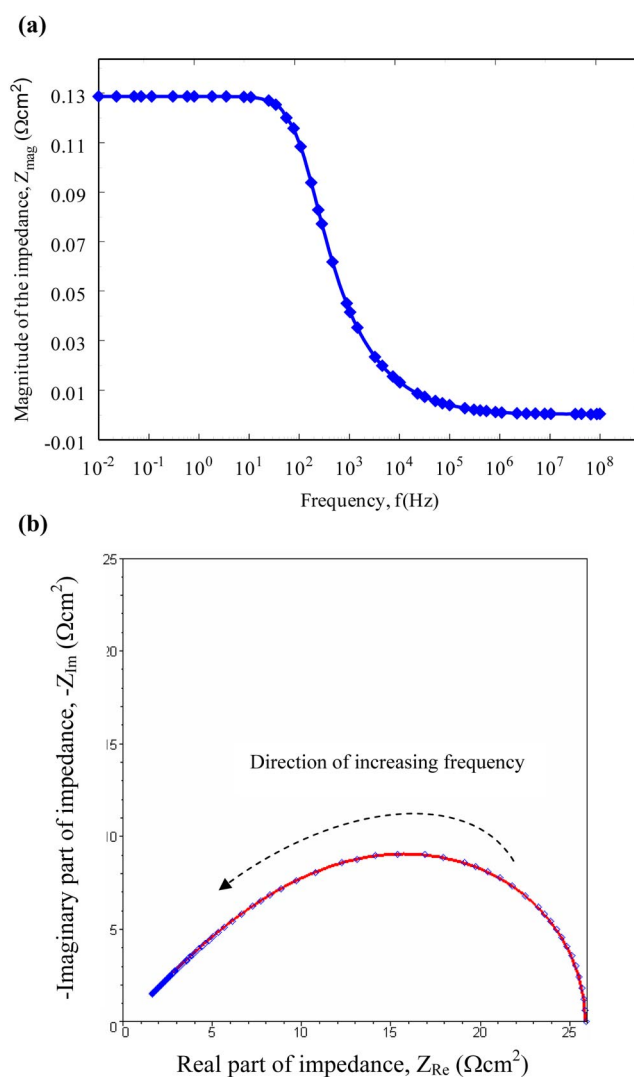 (a)
Magnitude of the impedance, Zmag (Ωcm²)
0.13
0.11
0.09
0.07
0.05
0.03
0.01
-0.01
10⁻² 10⁻¹ 10⁰ 10¹ 10² 10³ 10⁴ 10⁵ 10⁶ 10⁷ 10⁸
Frequency, f(Hz)
(b)
-Imaginary part of impedance, -ZIm (Ωcm²)
25
20
15
10
5
0
Direction of increasing frequency
0 5 10 15 20 25
Real part of impedance, ZRe (Ωcm²)